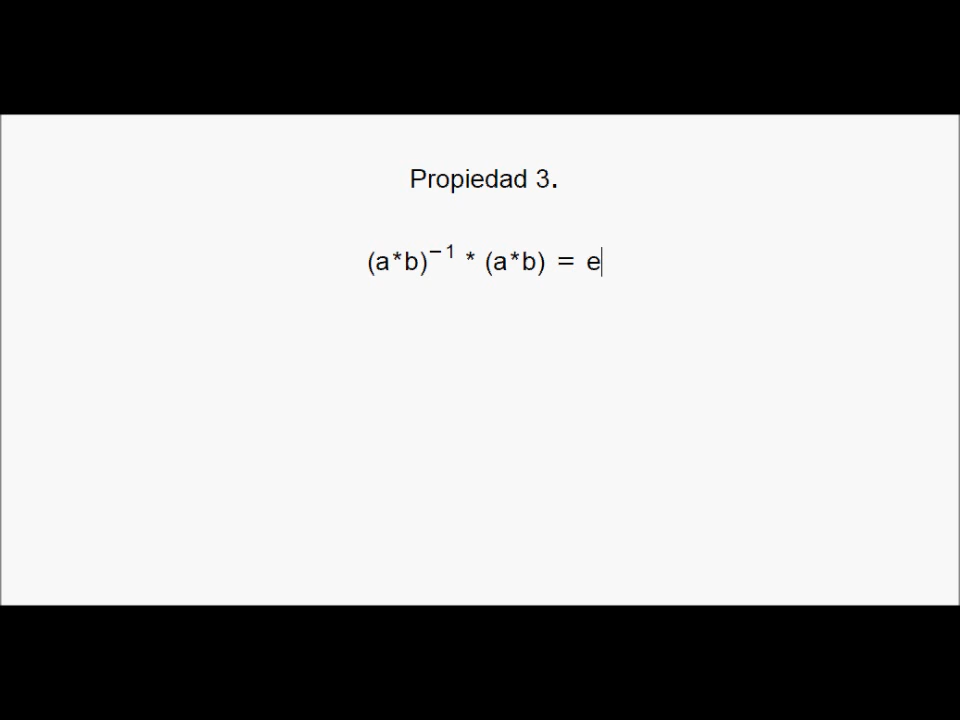 Propiedad 3.
(a*b)⁻¹ * (a*b) = e